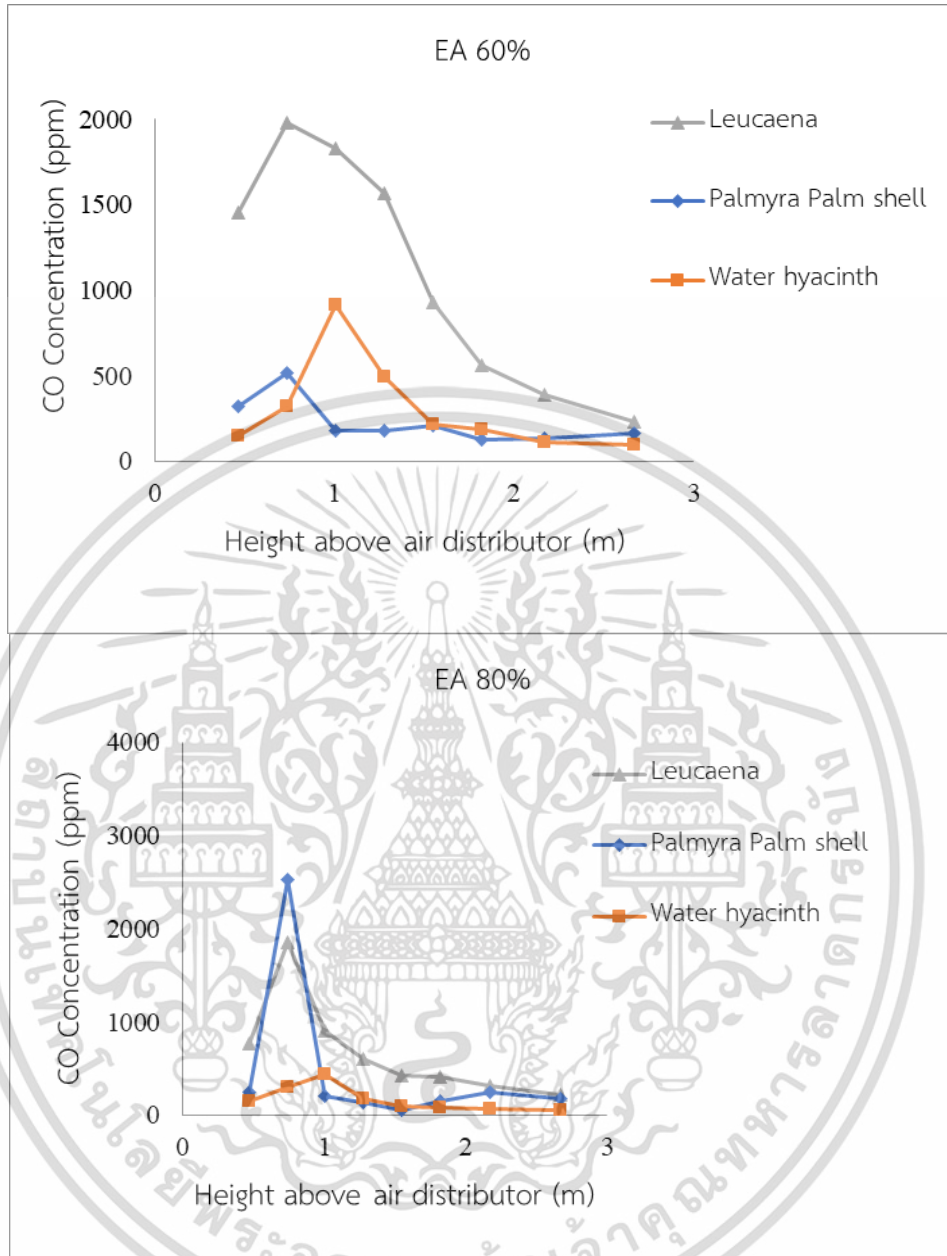 EA 60%
2000
1500
1000
500
0
0 1 2 3
CO Concentration (ppm)
Height above air distributor (m)
Leucaena
Palmyra Palm shell
Water hyacinth
EA 80%
4000
3000
2000
1000
0
0 1 2 3
CO Concentration (ppm)
Height above air distributor (m)
Leucaena
Palmyra Palm shell
Water hyacinth